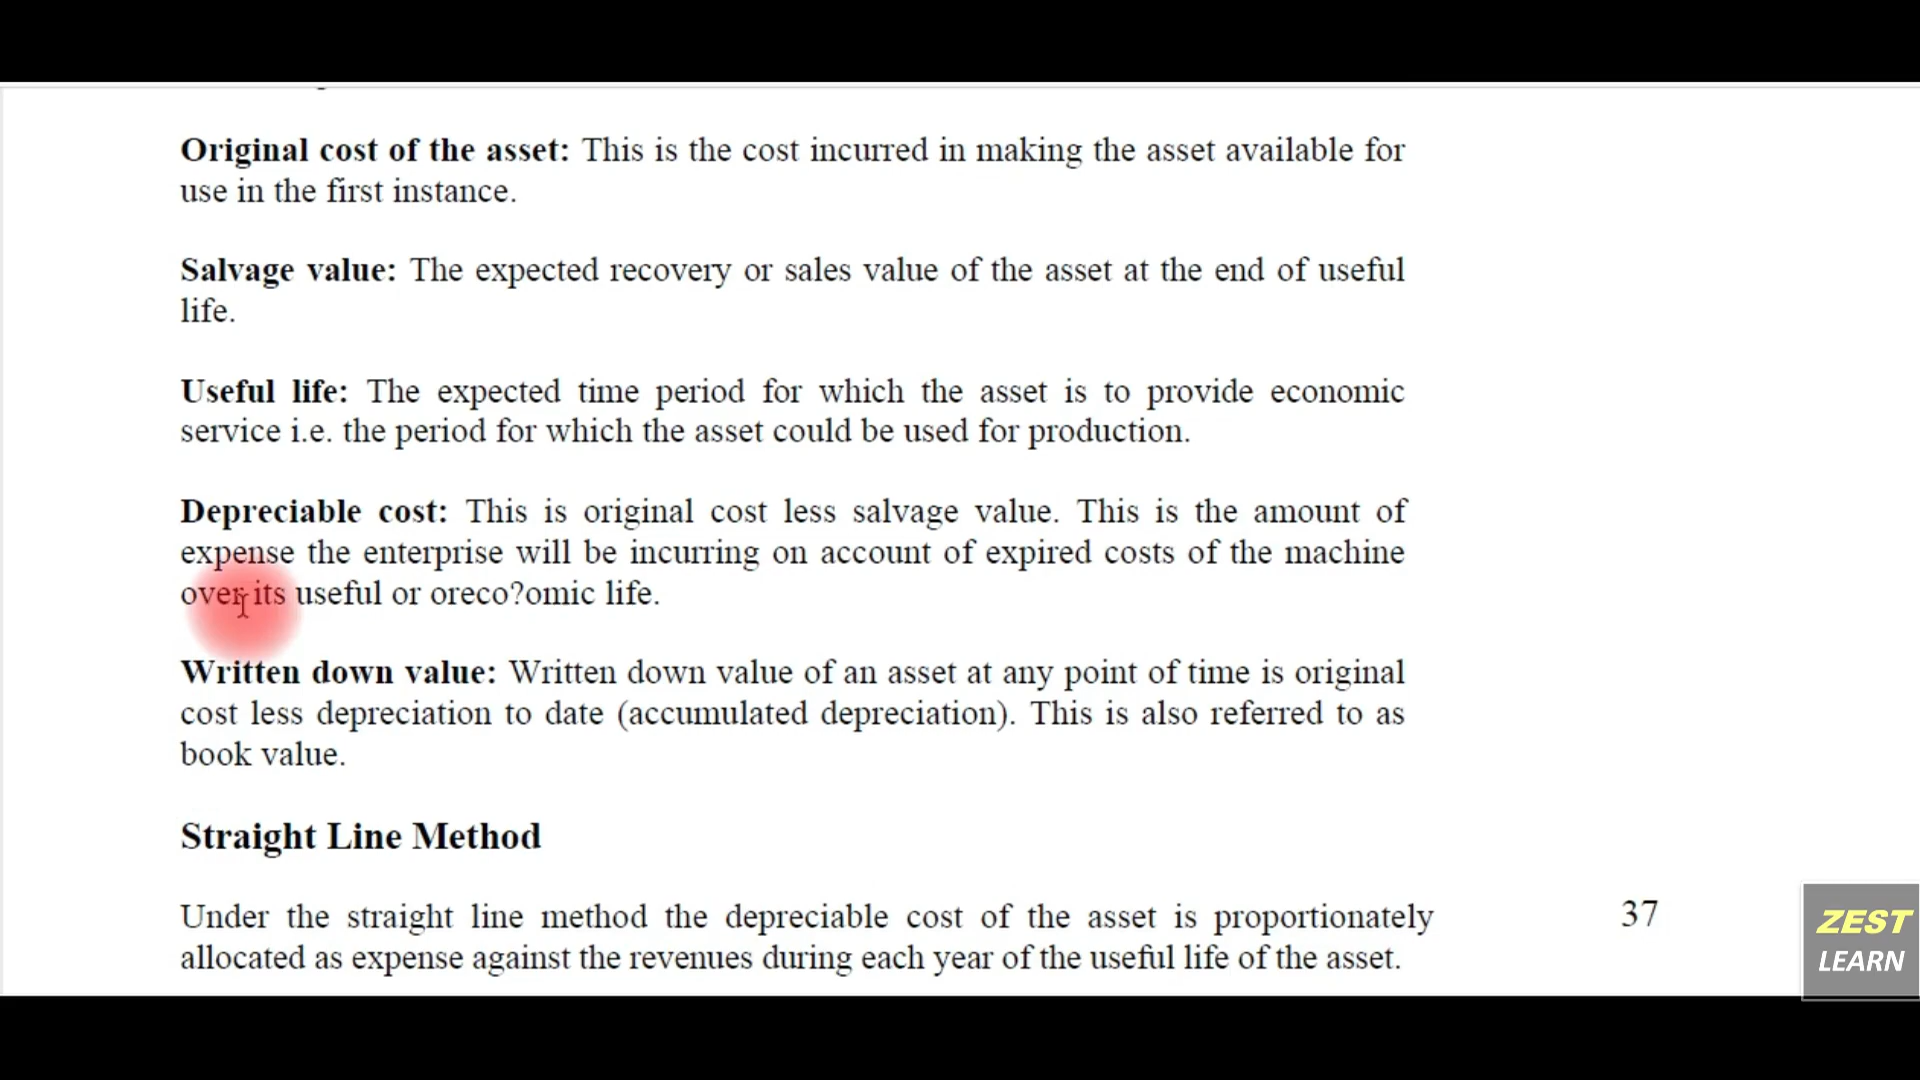 Original cost of the asset: This is the cost incurred in making the asset available for
use in the first instance.
Salvage value: The expected recovery or sales value of the asset at the end of useful
life.
Useful life: The expected time period for which the asset is to provide economic
service i.e. the period for which the asset could be used for production.
Depreciable cost: This is original cost less salvage value. This is the amount of
expense the enterprise will be incurring on account of expired costs of the machine
over its useful or oreco?omic life.
Written down value: Written down value of an asset at any point of time is original
cost less depreciation to date (accumulated depreciation). This is also referred to as
book value.
Straight Line Method
Under the straight line method the depreciable cost of the asset is proportionately
allocated as expense against the revenues during each year of the useful life of the asset.
37
ZEST
LEARN